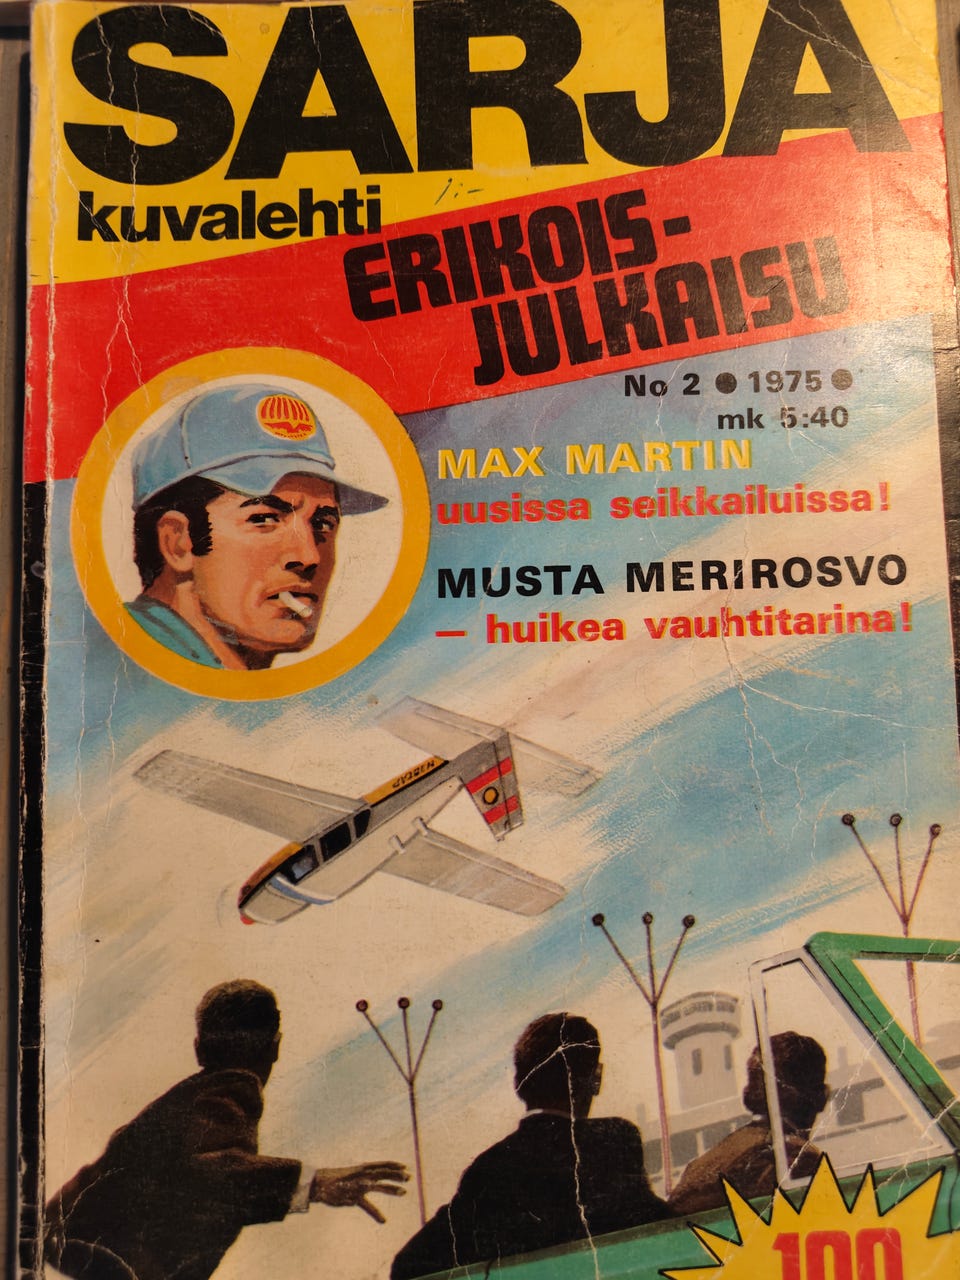 SARJA
kuvalehti
1:-
ERIKOIS-
JULKAISU
No 2 ● 1975 ●
mk 5:40
MAX MARTIN
uusissa seikkailuissa!
MUSTA MERIROSVO
— huikea vauhtitarina!
100